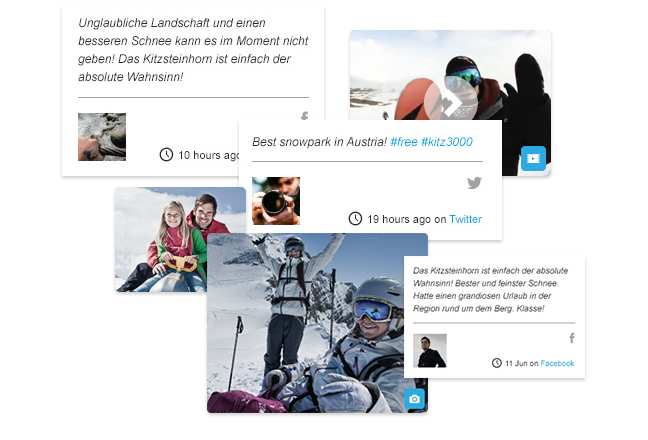 Unglaubliche Landschaft und einen
besseren Schnee kann es im Moment nicht
geben! Das Kitzsteinhorn ist einfach der
absolute Wahnsinn!
10 hours ago
Best snowpark in Austria! #free #kitz3000
19 hours ago on Twitter
Das Kitzsteinhorn ist einfach der absolute
Wahnsinn! Bester und feinster Schnee.
Hatte einen grandiosen Urlaub in der
Region rund um dem Berg. Klasse!
11 Jun on Facebook